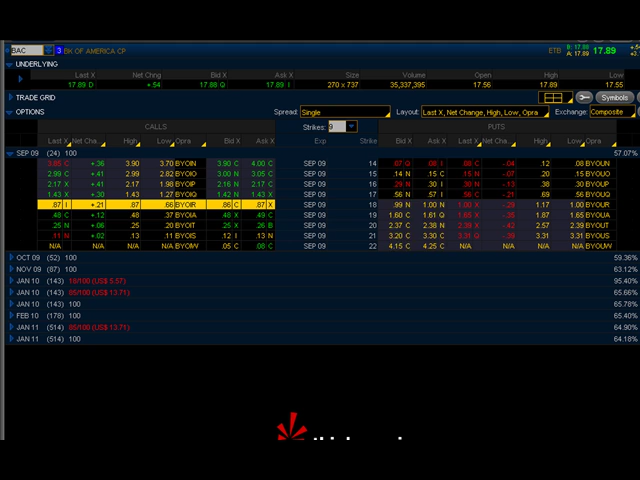 BAC 3 BK OF AMERICA CP ETB B: 17.88 A: 17.89 17.89
UNDERLYING
Last X Net Chng Bid X Ask X Size Volume Open High Low
17.89 D +.54 17.88 Q 17.89 I 270 x 737 35,337,395 17.56 17.89 17.55
TRADE GRID Symbols
OPTIONS Spread: Single Layout: Last X, Net Change, High, Low, Opra Exchange: Composite
CALLS Strikes: 9 PUTS
Last X Net Cha.. High Low Opra Bid X Ask X Exp Strike Bid X Ask X Last X Net Cha.. High Low Opra
SEP 09 (24) 100 57.07%
3.85 C +.36 3.90 3.70 BYOIN 3.90 C 4.00 C SEP 09 14 .07 Q .08 I .08 C -.04 .12 .08 BYOUN
2.99 C +.41 2.99 2.82 BYOIO 3.00 N 3.05 C SEP 09 15 .14 N .15 C .15 N -.07 .20 .15 BYOUO
2.17 X +.41 2.17 1.98 BYOIP 2.16 N 2.17 C SEP 09 16 .29 N .30 I .30 N -.13 .38 .30 BYOUP
1.43 X +.30 1.43 1.27 BYOIQ 1.42 N 1.43 X SEP 09 17 .56 N .57 I .56 N -.21 .69 .56 BYOUQ
.87 I +.21 .87 .66 BYOIR .86 C .87 X SEP 09 18 .99 N 1.00 N 1.00 X -.29 1.17 1.00 BYOUR
.48 C +.12 .48 .37 BYOIA .48 X .49 C SEP 09 19 1.60 C 1.61 Q 1.65 X -.35 1.87 1.65 BYOUA
.25 N +.06 .25 .20 BYOIT .25 X .26 B SEP 09 20 2.37 C 2.38 X 2.39 X -.42 2.57 2.39 BYOUT
.11 N +.02 .13 .11 BYOIS .12 I .13 N SEP 09 21 3.20 C 3.30 C 3.31 Q -.39 3.31 3.31 BYOUS
N/A N/A N/A N/A BYOIW .05 C .08 C SEP 09 22 4.15 C 4.25 C N/A N/A N/A N/A BYOUW
OCT 09 (52) 100 59.36%
NOV 09 (87) 100 63.12%
JAN 10 (143) 10/100 (US$ 5.57) 95.40%
JAN 10 (143) 85/100 (US$ 13.71) 65.66%
JAN 10 (143) 100 65.78%
FEB 10 (178) 100 65.40%
JAN 11 (514) 85/100 (US$ 13.71) 64.90%
JAN 11 (514) 100 64.18%